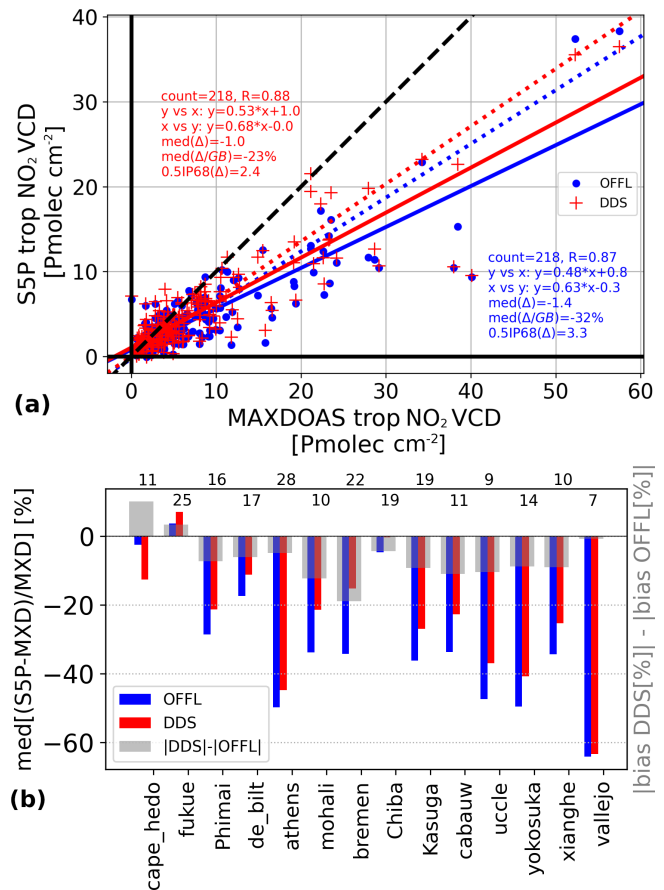 40
30
20
10
0
S5P trop NO₂ VCD
[Pmolec cm⁻²]
count=218, R=0.88
y vs x: y=0.53*x+1.0
x vs y: y=0.68*x-0.0
med(Δ)=-1.0
med(Δ/GB)=-23%
0.5IP68(Δ)=2.4
OFFL
DDS
count=218, R=0.87
y vs x: y=0.48*x+0.8
x vs y: y=0.63*x-0.3
med(Δ)=-1.4
med(Δ/GB)=-32%
0.5IP68(Δ)=3.3
0 10 20 30 40 50 60
(a)
MAXDOAS trop NO₂ VCD
[Pmolec cm⁻²]
11 16 28 22 19 9 10
25 17 10 19 11 14 7
0
−20
−40
−60
med[(S5P-MXD)/MXD] [%]
|bias DDS[%]| - |bias OFFL[%]|
OFFL
DDS
|DDS|-|OFFL|
(b)
cape_hedo
fukue
Phimai
de_bilt
athens
mohali
bremen
Chiba
Kasuga
cabauw
uccle
yokosuka
xianghe
vallejo